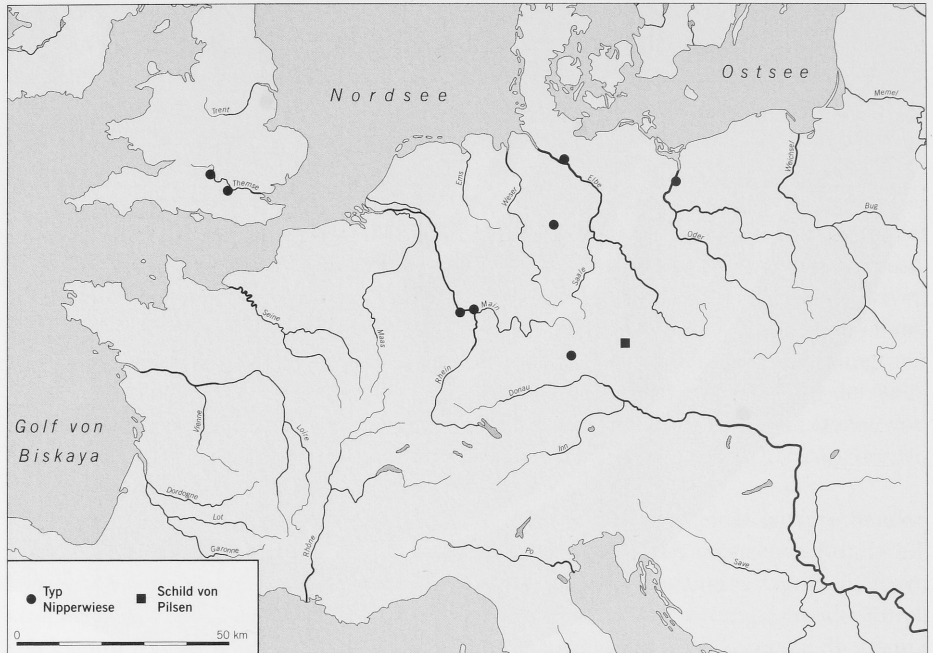 Nordsee
Ostsee
Memel
Trent
Weichsel
Themse
Ems
Weser
Elbe
Bug
Oder
Saale
Seine
Main
Maas
Rhein
Donau
Golf von
Biskaya
Vienne
Loire
Inn
Dordogne
Lot
Garonne
Rhône
Po
Save
Typ
Nipperwiese
Schild von
Pilsen
0
50 km